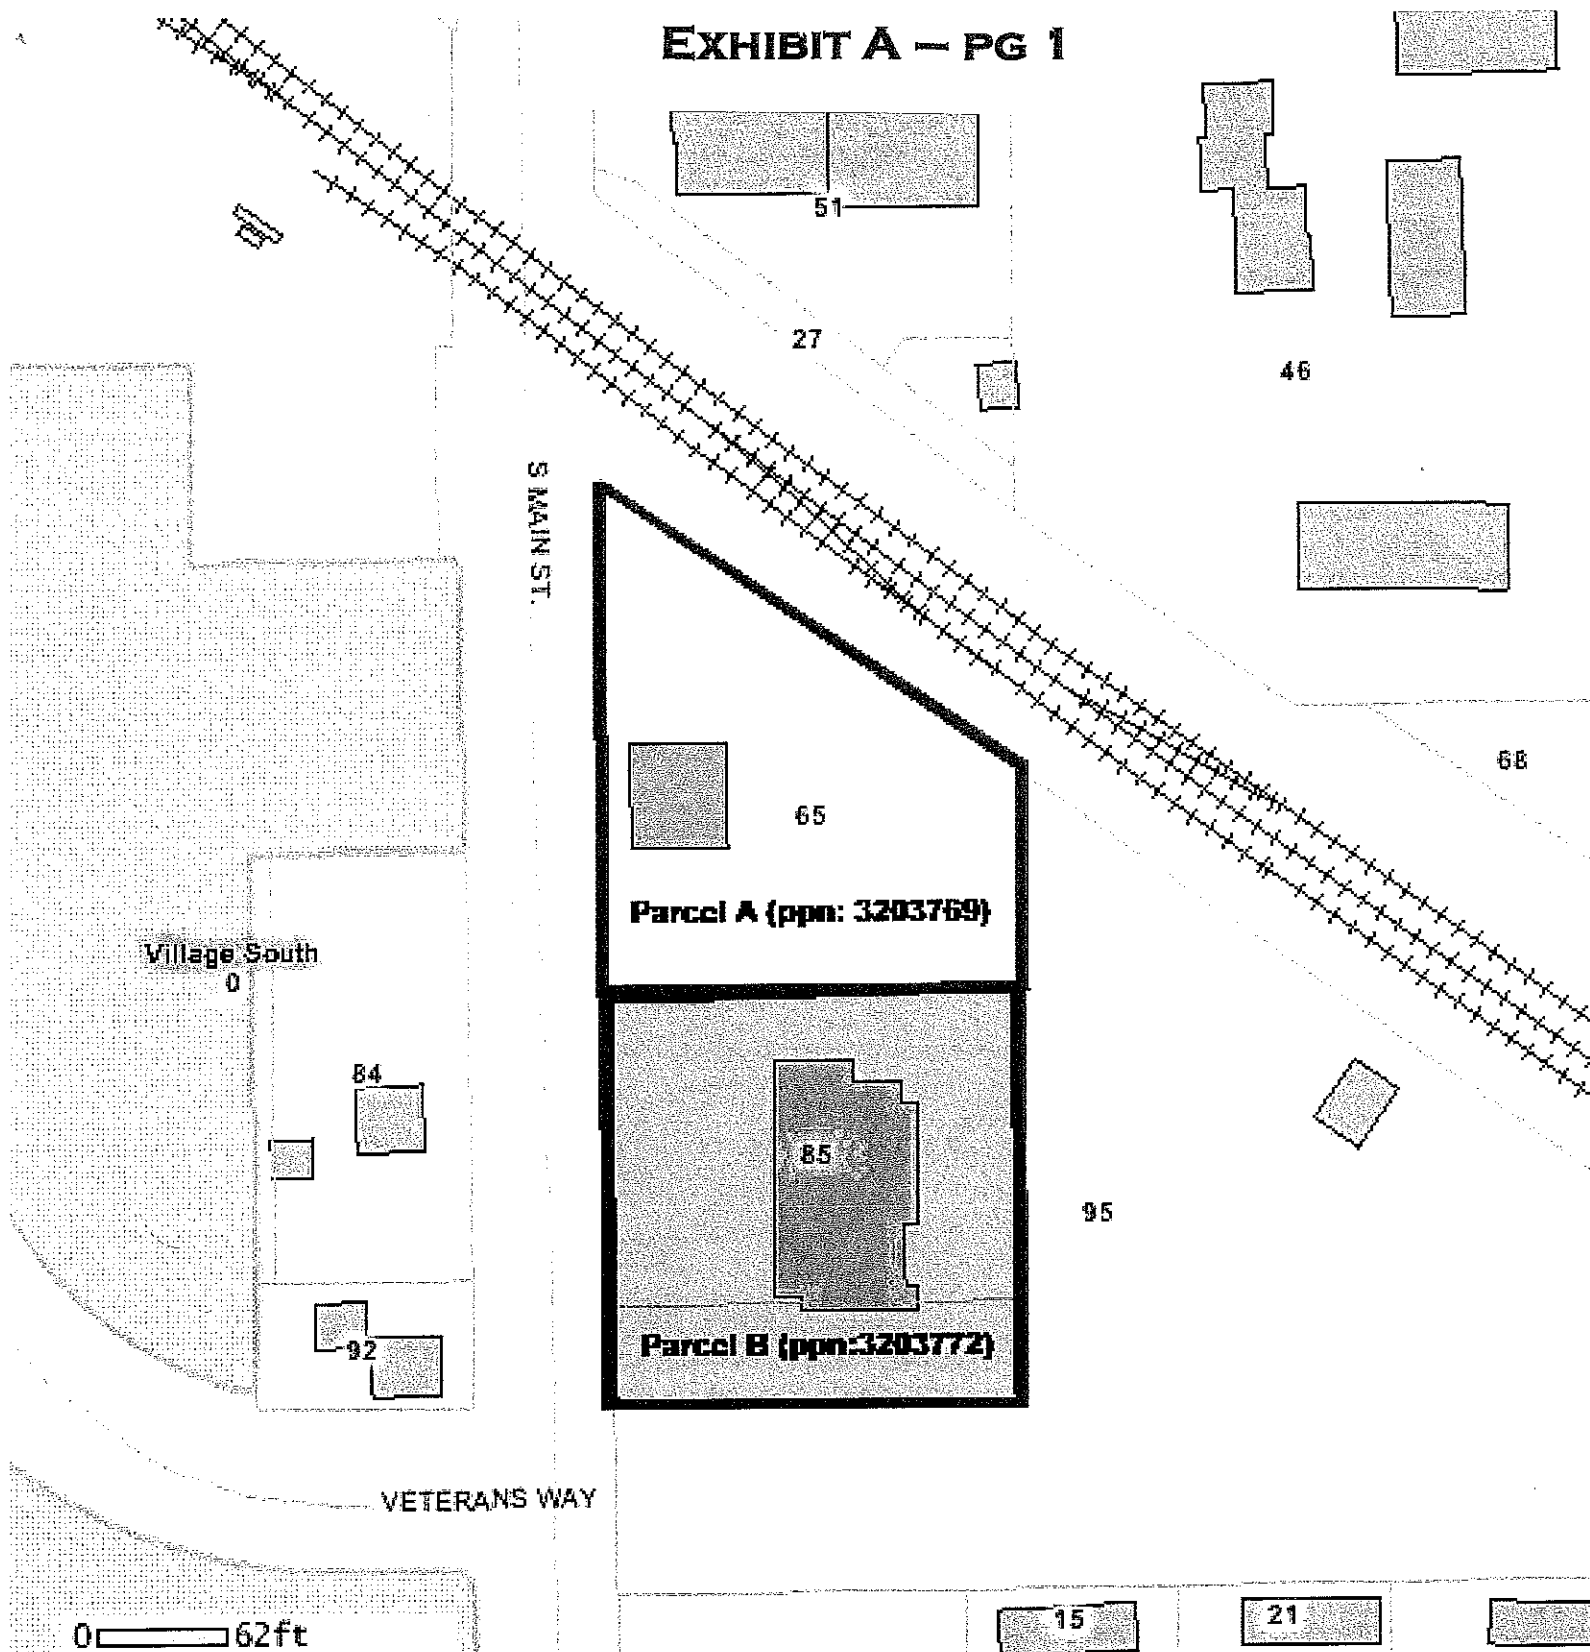 EXHIBIT A – PG 1
51
27
46
S MAIN ST.
68
65
Parcel A (ppn: 3203769)
Village South
0
84
85
95
92
Parcel B (ppn:3203772)
VETERANS WAY
15
21
0 62ft